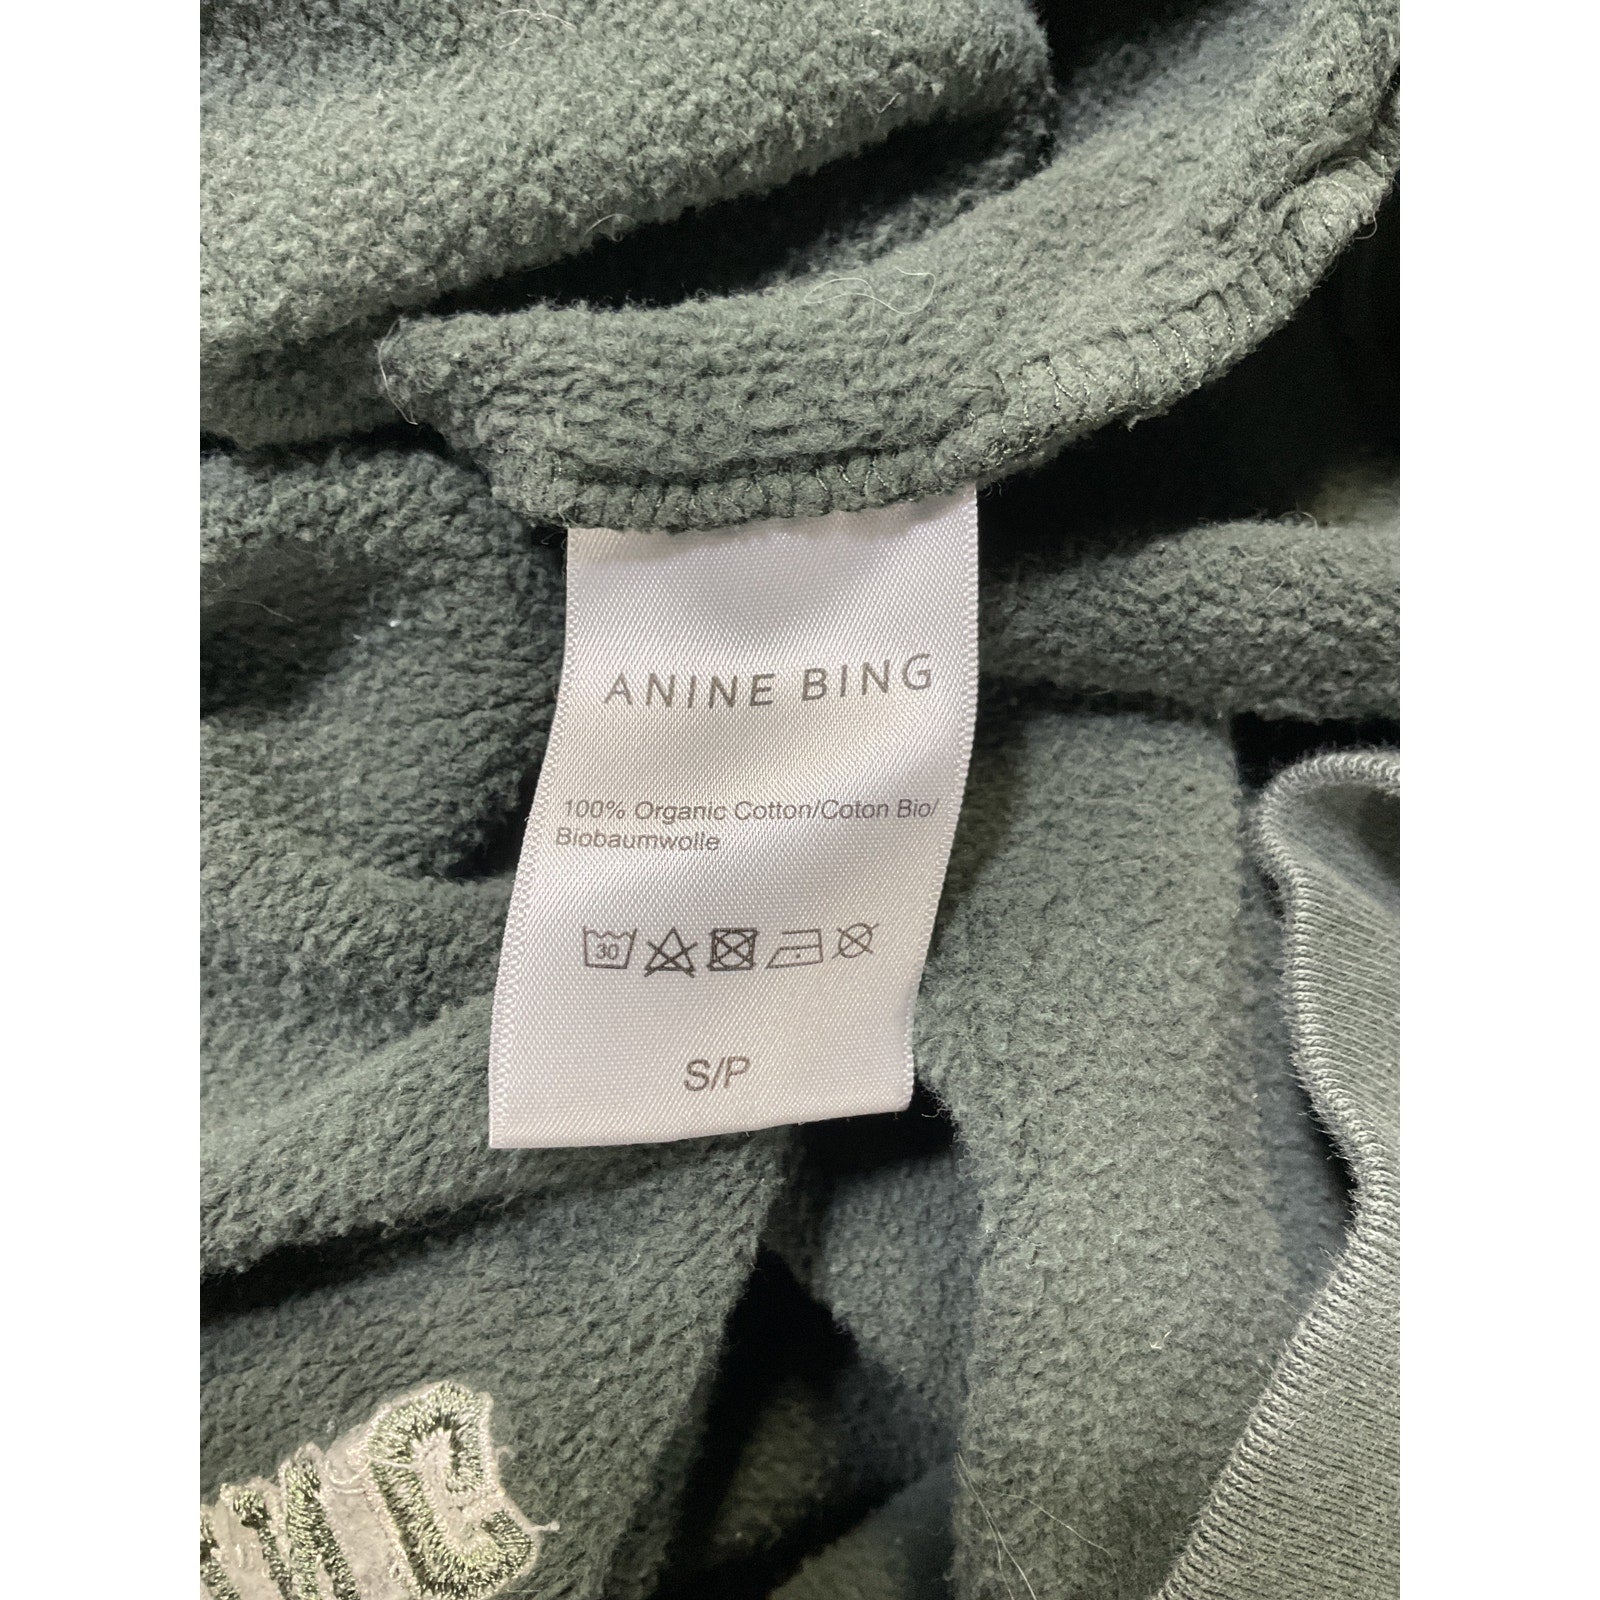 ANINE BING
100% Organic Cotton/Coton Bio/
Biobaumwolle
30
S/P